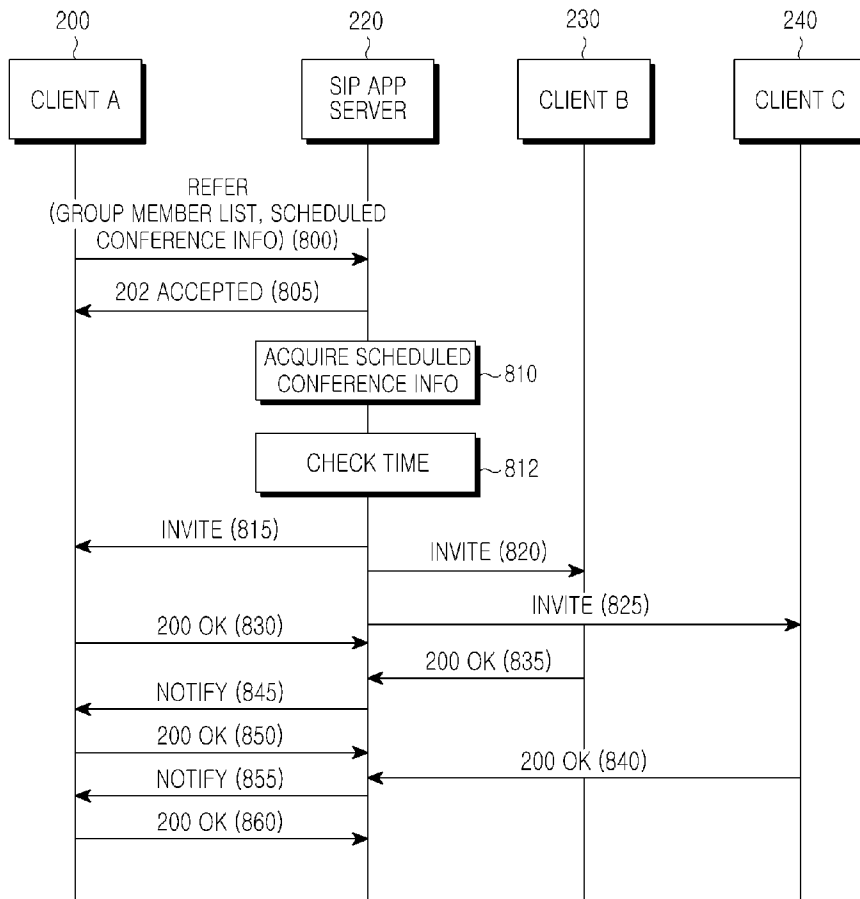 200
220
230
240
CLIENT A
SIP APP
SERVER
CLIENT B
CLIENT C
REFER
(GROUP MEMBER LIST, SCHEDULED
CONFERENCE INFO) (800)
202 ACCEPTED (805)
ACQUIRE SCHEDULED
CONFERENCE INFO
810
CHECK TIME
812
INVITE (815)
INVITE (820)
INVITE (825)
200 OK (830)
200 OK (835)
NOTIFY (845)
200 OK (850)
200 OK (840)
NOTIFY (855)
200 OK (860)